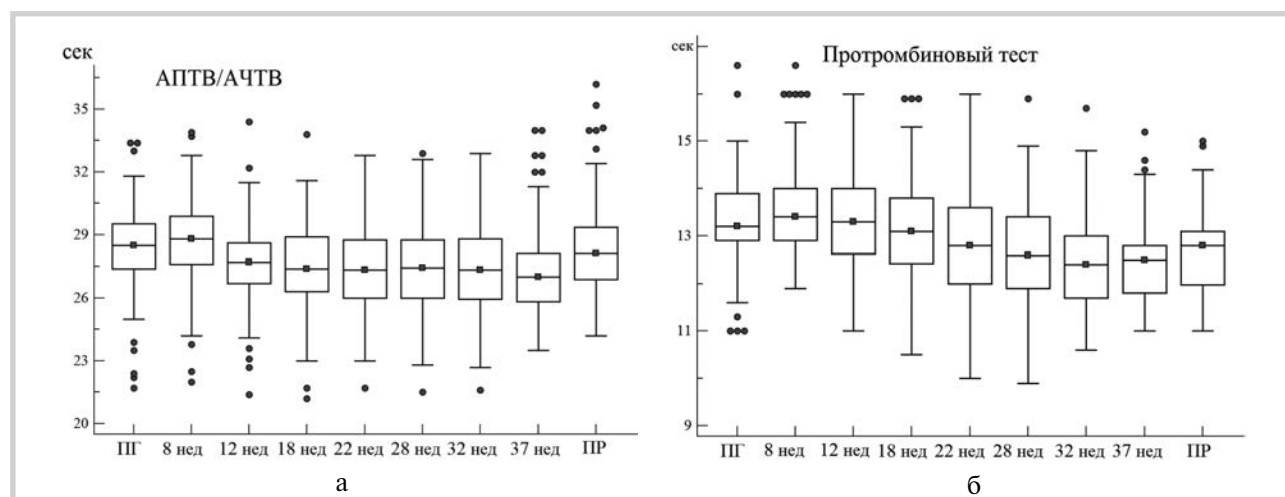 сек
АПТВ/АЧТВ
35
32
29
26
23
20
ПГ 8 нед 12 нед 18 нед 22 нед 28 нед 32 нед 37 нед ПР
а
сек
Протромбиновый тест
15
13
11
9
ПГ 8 нед 12 нед 18 нед 22 нед 28 нед 32 нед 37 нед ПР
б